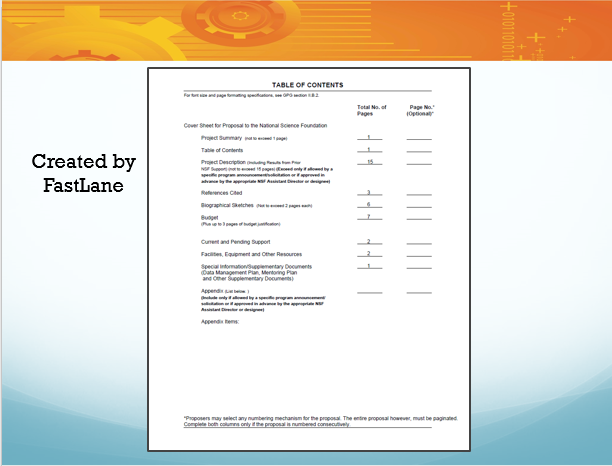 Created by
FastLane
TABLE OF CONTENTS
For font size and page formatting specifications, see GPG section II.B.2.
Total No. of Page No.*
Pages (Optional)*
Cover Sheet for Proposal to the National Science Foundation
Project Summary (not to exceed 1 page) 1
Table of Contents 1
Project Description (Including Results from Prior 15
NSF Support) (not to exceed 15 pages) (Exceed only if allowed by a
specific program announcement/solicitation or if approved in
advance by the appropriate NSF Assistant Director or designee)
References Cited 3
Biographical Sketches (Not to exceed 2 pages each) 6
Budget 7
(Plus up to 3 pages of budget justification)
Current and Pending Support 2
Facilities, Equipment and Other Resources 2
Special Information/Supplementary Documents 1
(Data Management Plan, Mentoring Plan
and Other Supplementary Documents)
Appendix (List below. )
(Include only if allowed by a specific program announcement/
solicitation or if approved in advance by the appropriate NSF
Assistant Director or designee)
Appendix Items:
*Proposers may select any numbering mechanism for the proposal. The entire proposal however, must be paginated.
Complete both columns only if the proposal is numbered consecutively.